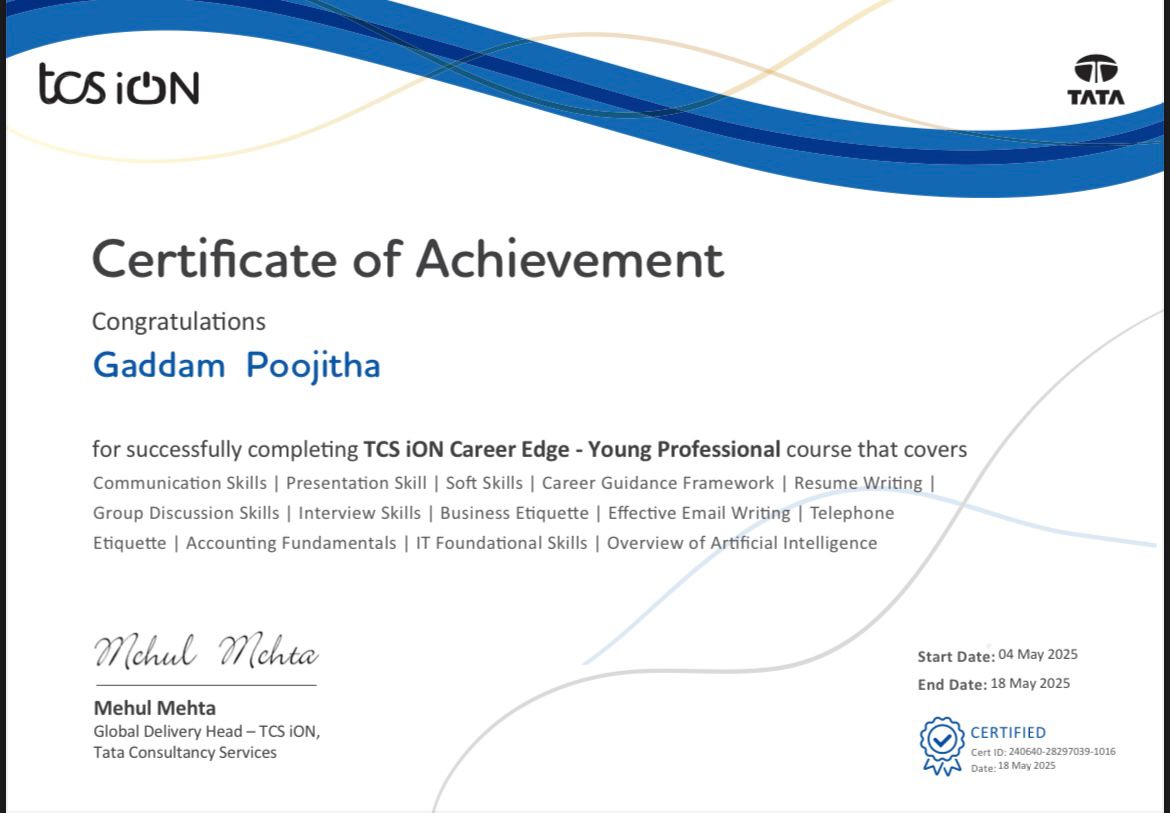 tcs iON
TATA
Certificate of Achievement
Congratulations
Gaddam Poojitha
for successfully completing TCS iON Career Edge - Young Professional course that covers
Communication Skills | Presentation Skill | Soft Skills | Career Guidance Framework | Resume Writing |
Group Discussion Skills | Interview Skills | Business Etiquette | Effective Email Writing | Telephone
Etiquette | Accounting Fundamentals | IT Foundational Skills | Overview of Artificial Intelligence
Mehul Mehta
Mehul Mehta
Global Delivery Head – TCS iON,
Tata Consultancy Services
Start Date: 04 May 2025
End Date: 18 May 2025
CERTIFIED
Cert ID: 240640-28297039-1016
Date: 18 May 2025